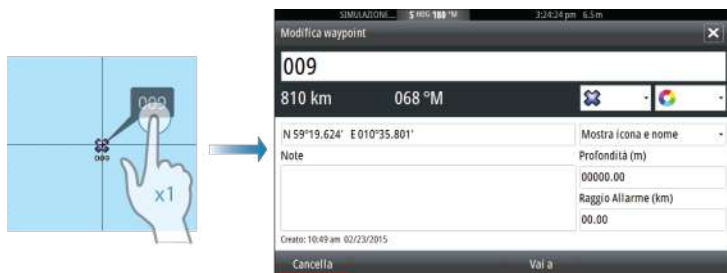 SIMULAZIONE... S HDG 180 °M 3:24:24 pm 6.5 m
Modifica waypoint
009
810 km 068 °M
N 59°19.624' E 010°35.801' Mostra icona e nome
Note Profondità (m)
00000.00
Raggio Allarme (km)
00.00
Creato: 10:49 am 02/23/2015
Cancella Vai a
009
009
x1